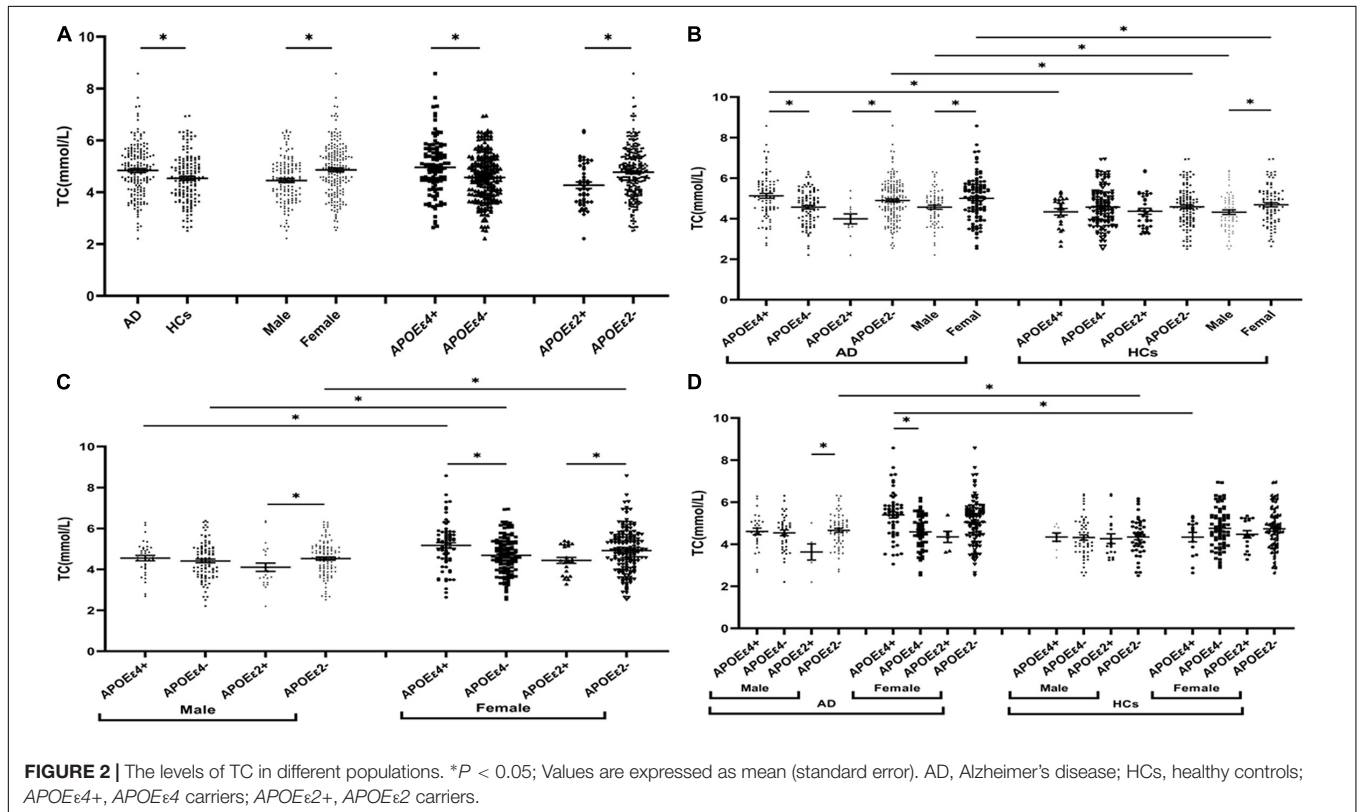 A
*
*
*
*
TC(mmol/L)
10
8
6
4
2
0
AD
HCs
Male
Female
APOEε4+
APOEε4-
APOEε2+
APOEε2-
B
*
*
*
*
*
*
*
*
TC(mmol/L)
10
8
6
4
2
0
APOEε4+
APOEε4-
APOEε2+
APOEε2-
Male
Femal
APOEε4+
APOEε4-
APOEε2+
APOEε2-
Male
Femal
AD
HCs
C
*
*
*
*
*
*
TC(mmol/L)
10
8
6
4
2
0
APOEε4+
APOEε4-
APOEε2+
APOEε2-
APOEε4+
APOEε4-
APOEε2+
APOEε2-
Male
Female
D
*
*
*
*
TC(mmol/L)
10
8
6
4
2
0
APOEε4+
APOEε4-
APOEε2+
APOEε2-
APOEε4+
APOEε4-
APOEε2+
APOEε2-
APOEε4+
APOEε4-
APOEε2+
APOEε2-
APOEε4+
APOEε4-
APOEε2+
APOEε2-
Male
Female
Male
Female
AD
HCs
FIGURE 2 | The levels of TC in different populations. *P < 0.05; Values are expressed as mean (standard error). AD, Alzheimer's disease; HCs, healthy controls;
APOEε4+, APOEε4 carriers; APOEε2+, APOEε2 carriers.